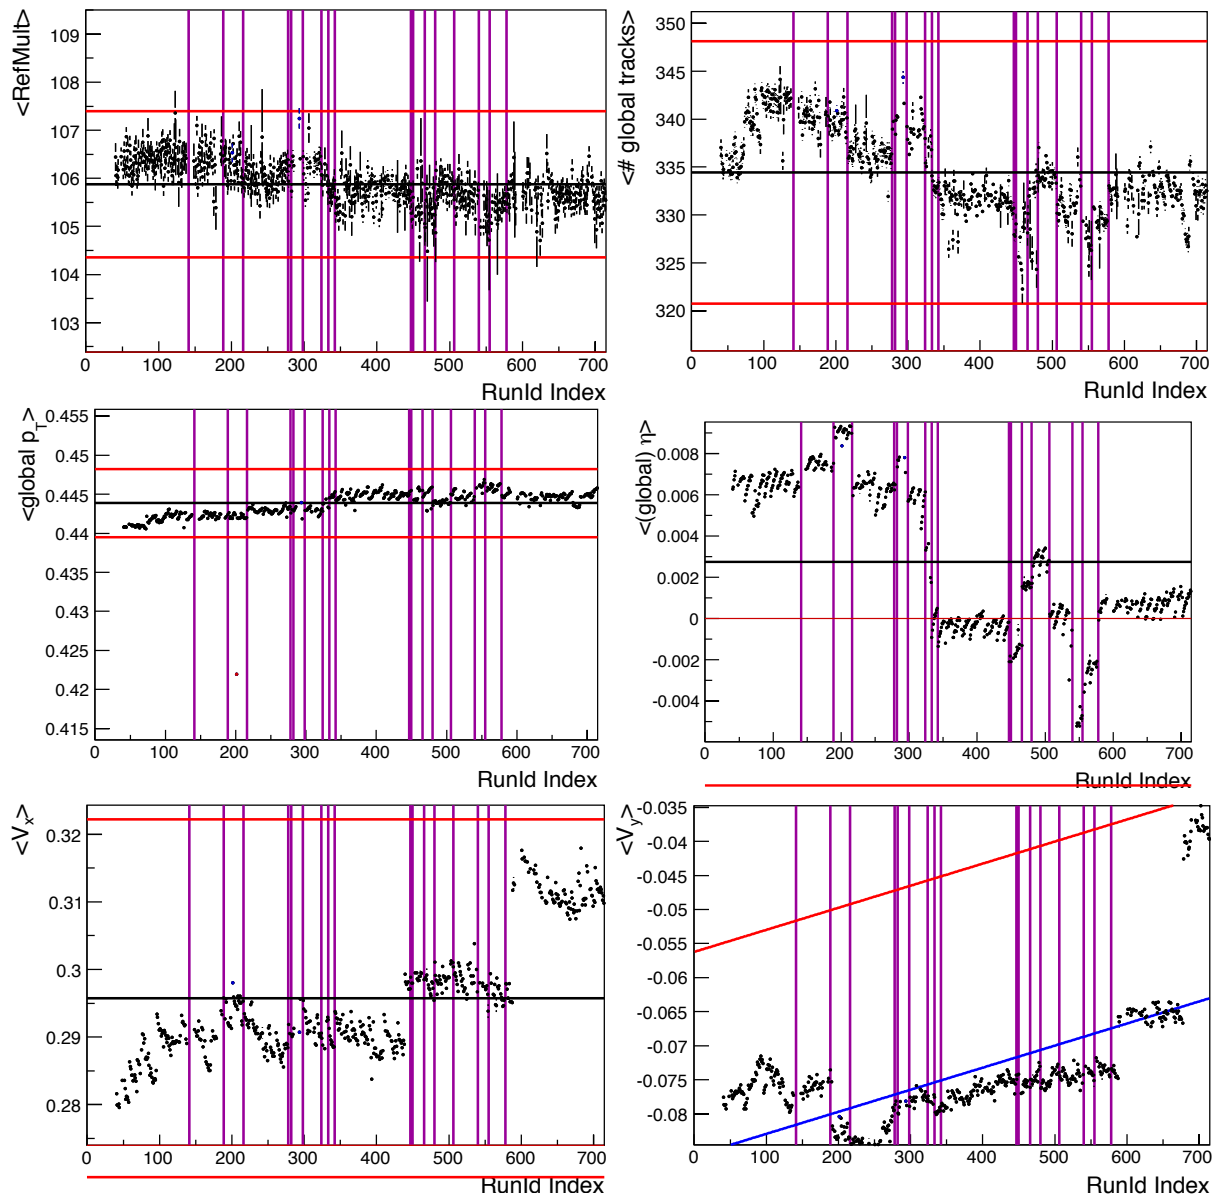 <RefMult>
109
108
107
106
105
104
103
0 100 200 300 400 500 600 700
RunId Index
<# global tracks>
350
345
340
335
330
325
320
0 100 200 300 400 500 600 700
RunId Index
<global p_T>
0.455
0.45
0.445
0.44
0.435
0.43
0.425
0.42
0.415
0 100 200 300 400 500 600 700
RunId Index
<(global) η>
0.008
0.006
0.002
0
-0.002
-0.004
0 100 200 300 400 500 600 700
RunId Index
<V_x>
0.32
0.31
0.3
0.29
0.28
0 100 200 300 400 500 600 700
RunId Index
<V_y>
-0.035
-0.04
-0.045
-0.05
-0.055
-0.06
-0.065
-0.07
-0.075
-0.08
0 100 200 300 400 500 600 700
RunId Index